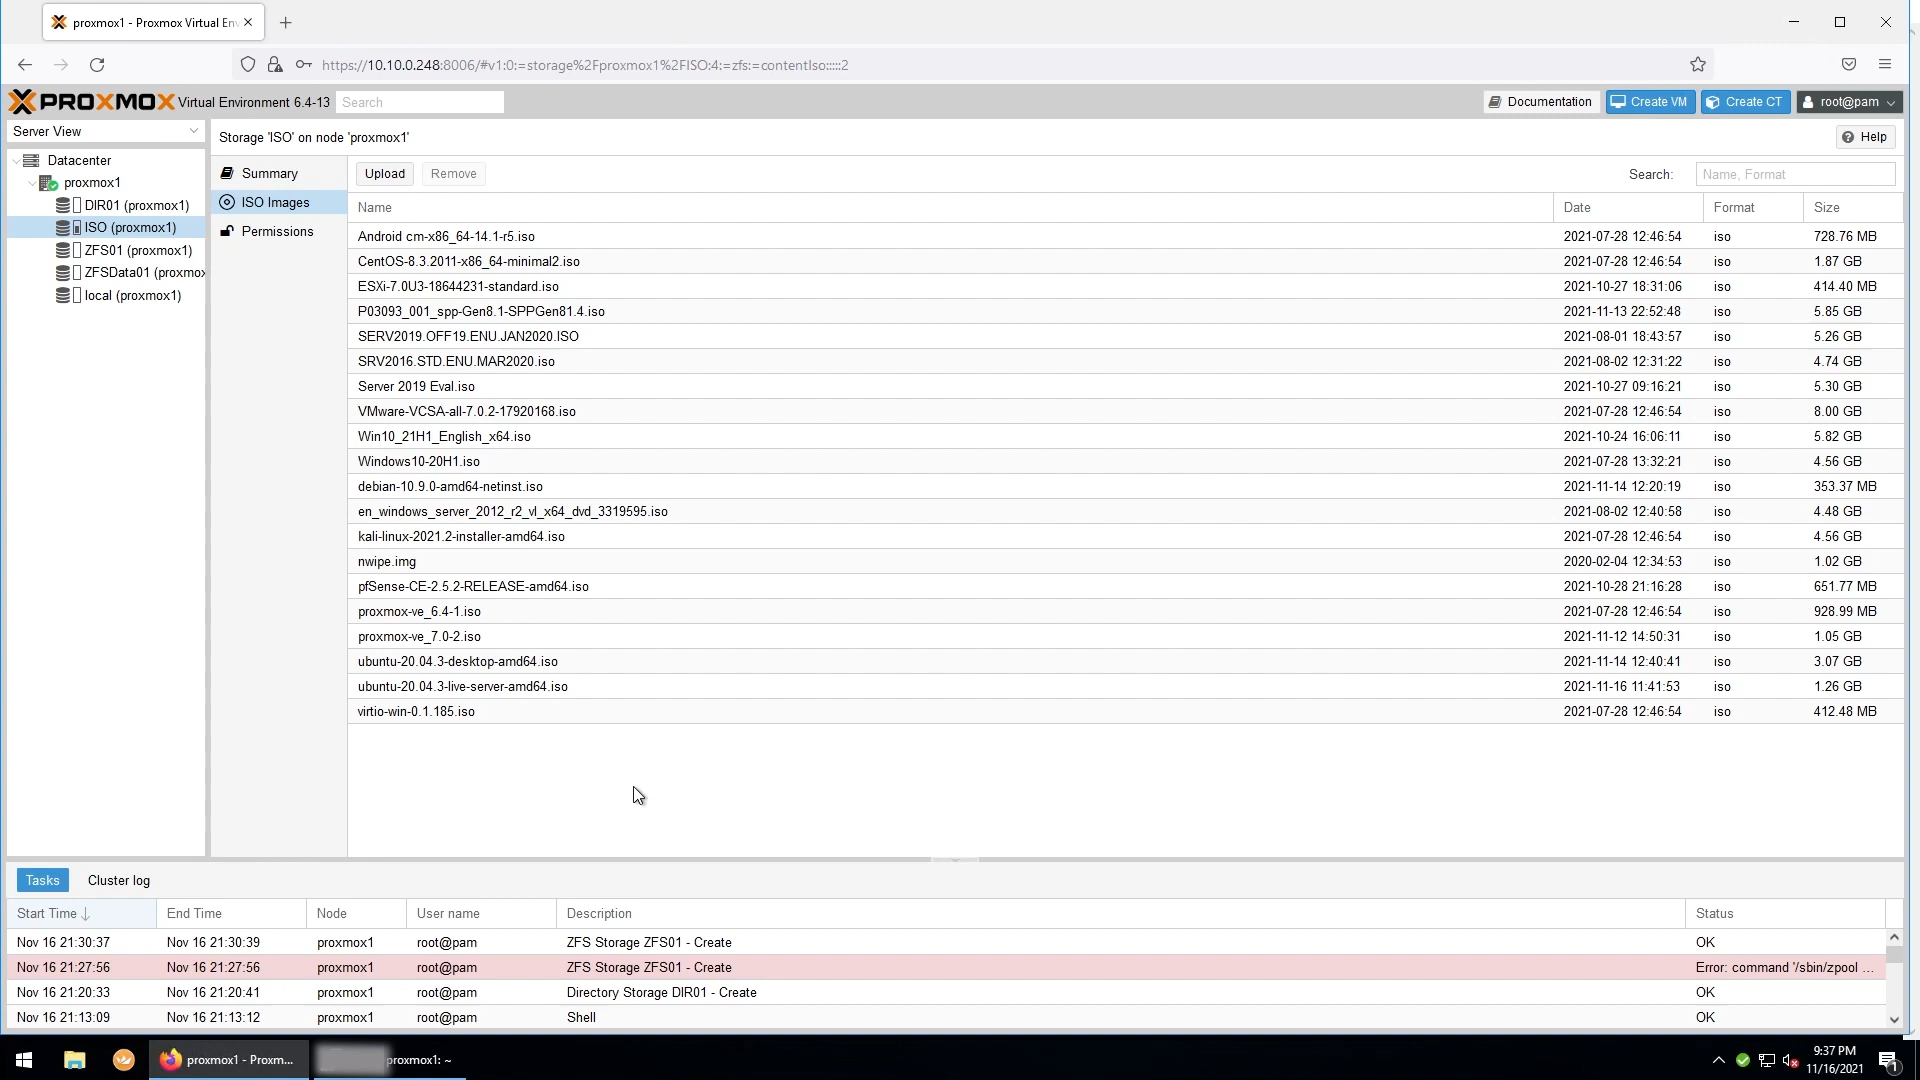 proxmox1 - Proxmox Virtual En
https://10.10.0.248:8006/#v1:0:=storage%2Fproxmox1%2FISO:4:=zfs:=contentIso:::::2
PROXMOX Virtual Environment 6.4-13 Search Documentation Create VM Create CT root@pam
Server View
Storage 'ISO' on node 'proxmox1' Help
Datacenter
proxmox1
DIR01 (proxmox1)
ISO (proxmox1)
ZFS01 (proxmox1)
ZFSData01 (proxmox
local (proxmox1)
Summary
ISO Images
Permissions
Upload Remove Search: Name, Format
Name Date Format Size
Android cm-x86_64-14.1-r5.iso 2021-07-28 12:46:54 iso 728.76 MB
CentOS-8.3.2011-x86_64-minimal2.iso 2021-07-28 12:46:54 iso 1.87 GB
ESXi-7.0U3-18644231-standard.iso 2021-10-27 18:31:06 iso 414.40 MB
P03093_001_spp-Gen8.1-SPPGen81.4.iso 2021-11-13 22:52:48 iso 5.85 GB
SERV2019.OFF19.ENU.JAN2020.ISO 2021-08-01 18:43:57 iso 5.26 GB
SRV2016.STD.ENU.MAR2020.iso 2021-08-02 12:31:22 iso 4.74 GB
Server 2019 Eval.iso 2021-10-27 09:16:21 iso 5.30 GB
VMware-VCSA-all-7.0.2-17920168.iso 2021-07-28 12:46:54 iso 8.00 GB
Win10_21H1_English_x64.iso 2021-10-24 16:06:11 iso 5.82 GB
Windows10-20H1.iso 2021-07-28 13:32:21 iso 4.56 GB
debian-10.9.0-amd64-netinst.iso 2021-11-14 12:20:19 iso 353.37 MB
en_windows_server_2012_r2_vl_x64_dvd_3319595.iso 2021-08-02 12:40:58 iso 4.48 GB
kali-linux-2021.2-installer-amd64.iso 2021-07-28 12:46:54 iso 4.56 GB
nwipe.img 2020-02-04 12:34:53 iso 1.02 GB
pfSense-CE-2.5.2-RELEASE-amd64.iso 2021-10-28 21:16:28 iso 651.77 MB
proxmox-ve_6.4-1.iso 2021-07-28 12:46:54 iso 928.99 MB
proxmox-ve_7.0-2.iso 2021-11-12 14:50:31 iso 1.05 GB
ubuntu-20.04.3-desktop-amd64.iso 2021-11-14 12:40:41 iso 3.07 GB
ubuntu-20.04.3-live-server-amd64.iso 2021-11-16 11:41:53 iso 1.26 GB
virtio-win-0.1.185.iso 2021-07-28 12:46:54 iso 412.48 MB
Tasks Cluster log
Start Time End Time Node User name Description Status
Nov 16 21:30:37 Nov 16 21:30:39 proxmox1 root@pam ZFS Storage ZFS01 - Create OK
Nov 16 21:27:56 Nov 16 21:27:56 proxmox1 root@pam ZFS Storage ZFS01 - Create Error: command '/sbin/zpool ...
Nov 16 21:20:33 Nov 16 21:20:41 proxmox1 root@pam Directory Storage DIR01 - Create OK
Nov 16 21:13:09 Nov 16 21:13:12 proxmox1 root@pam Shell OK
proxmox1 - Proxm... proxmox1: ~ 9:37 PM
11/16/2021 1